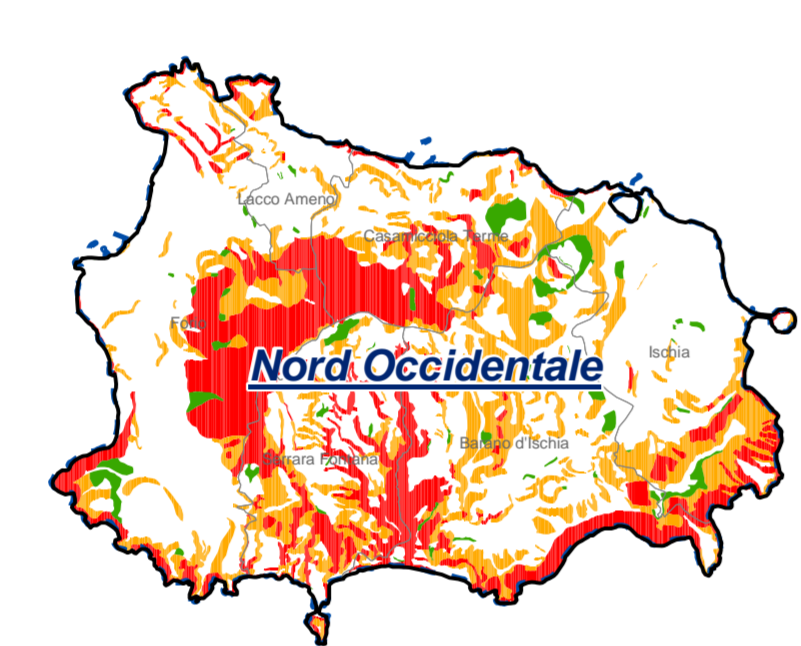 Lacco Ameno
Casamicciola Terme
Forio
Ischia
Nord Occidentale
Barano d'Ischia
Serrara Fontana